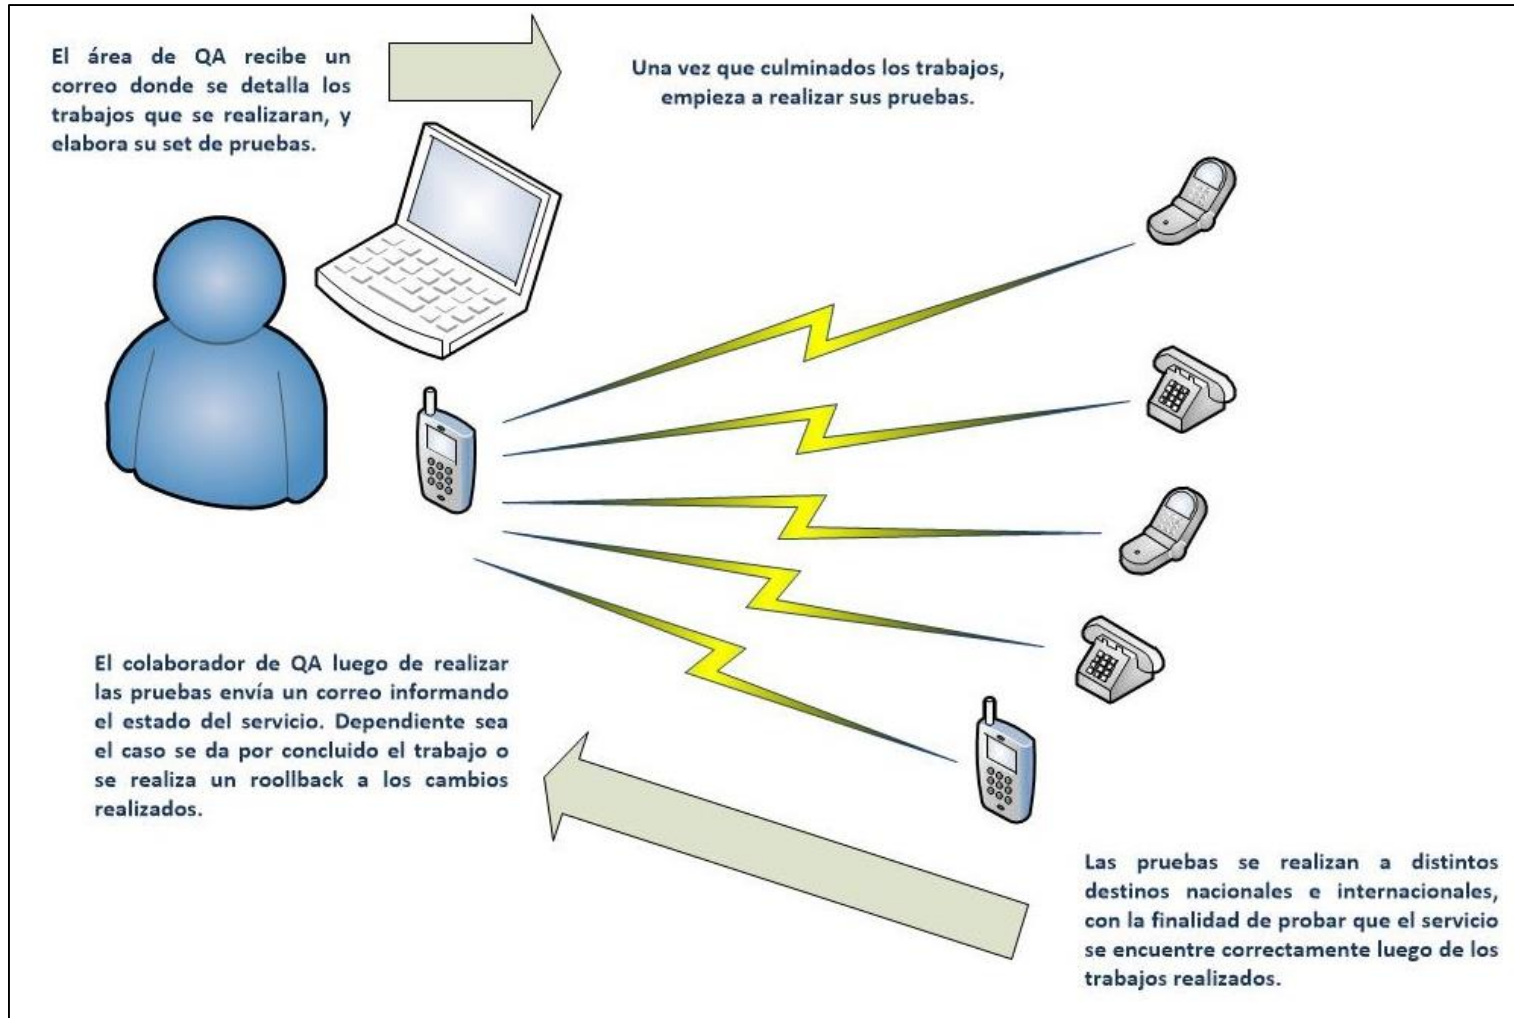 El área de QA recibe un
correo donde se detalla los
trabajos que se realizaran, y
elabora su set de pruebas.
Una vez que culminados los trabajos,
empieza a realizar sus pruebas.
El colaborador de QA luego de realizar
las pruebas envía un correo informando
el estado del servicio. Dependiente sea
el caso se da por concluido el trabajo o
se realiza un roollback a los cambios
realizados.
Las pruebas se realizan a distintos
destinos nacionales e internacionales,
con la finalidad de probar que el servicio
se encuentre correctamente luego de los
trabajos realizados.